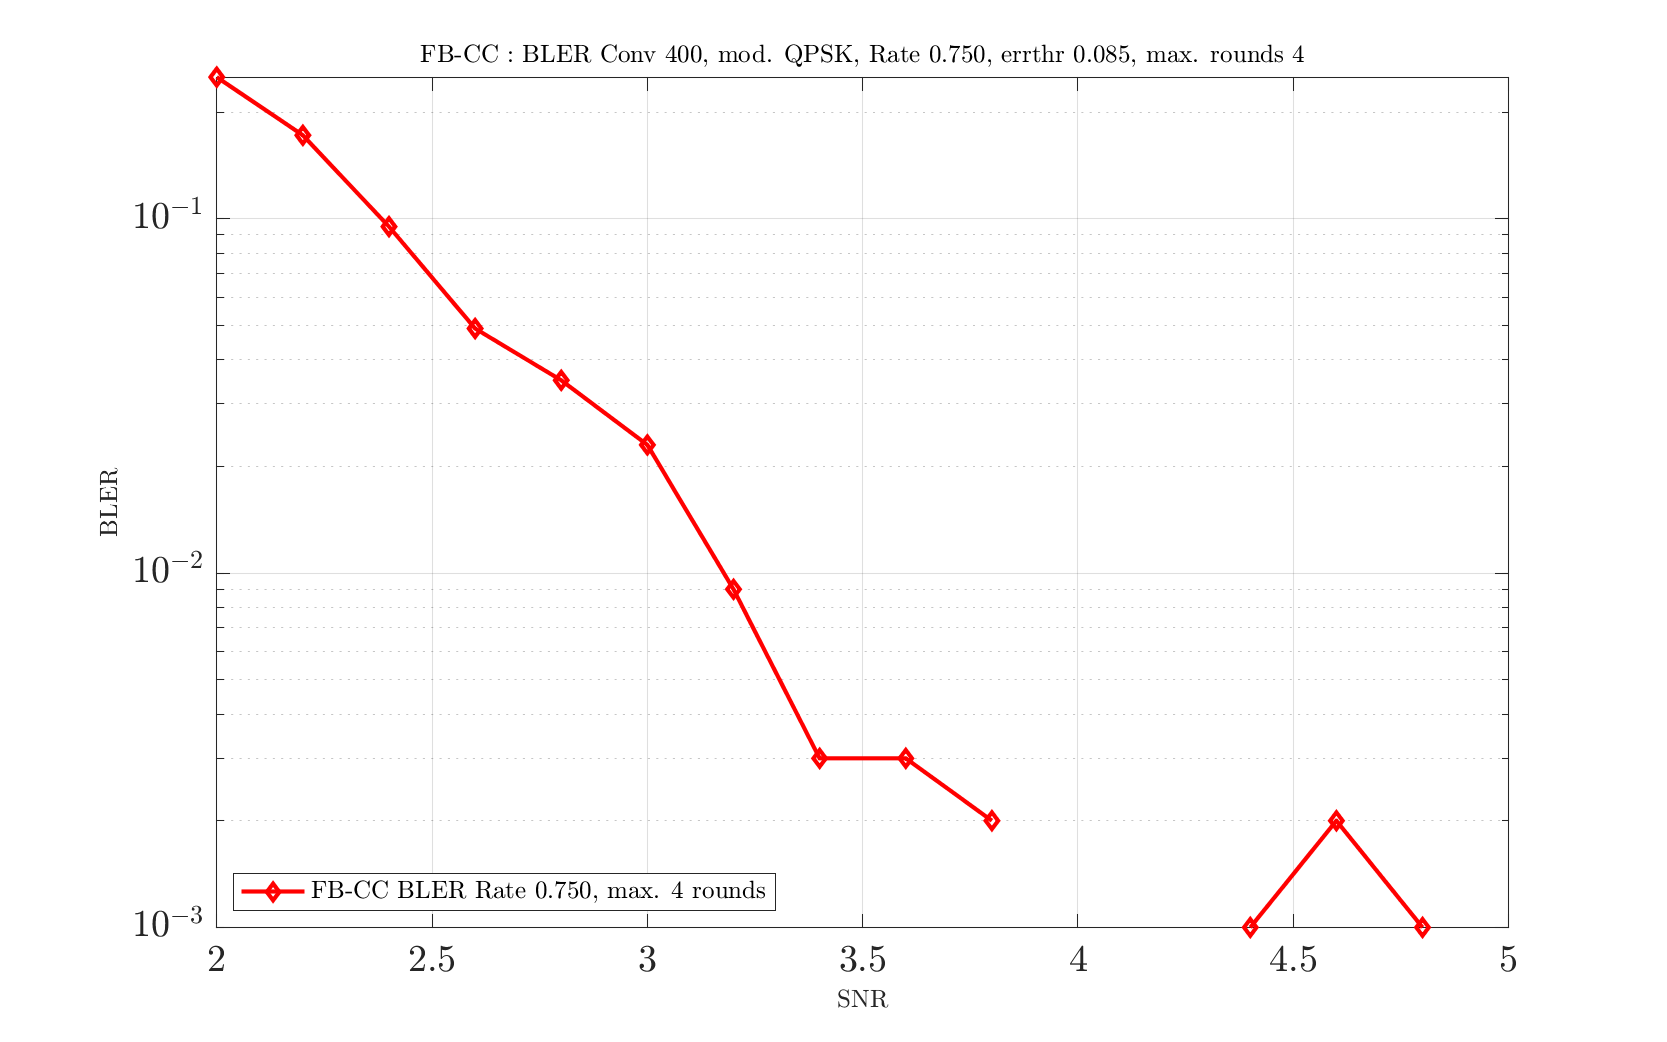 FB-CC : BLER Conv 400, mod. QPSK, Rate 0.750, errthr 0.085, max. rounds 4
10⁻¹
10⁻²
10⁻³
BLER
FB-CC BLER Rate 0.750, max. 4 rounds
2 2.5 3 3.5 4 4.5 5
SNR